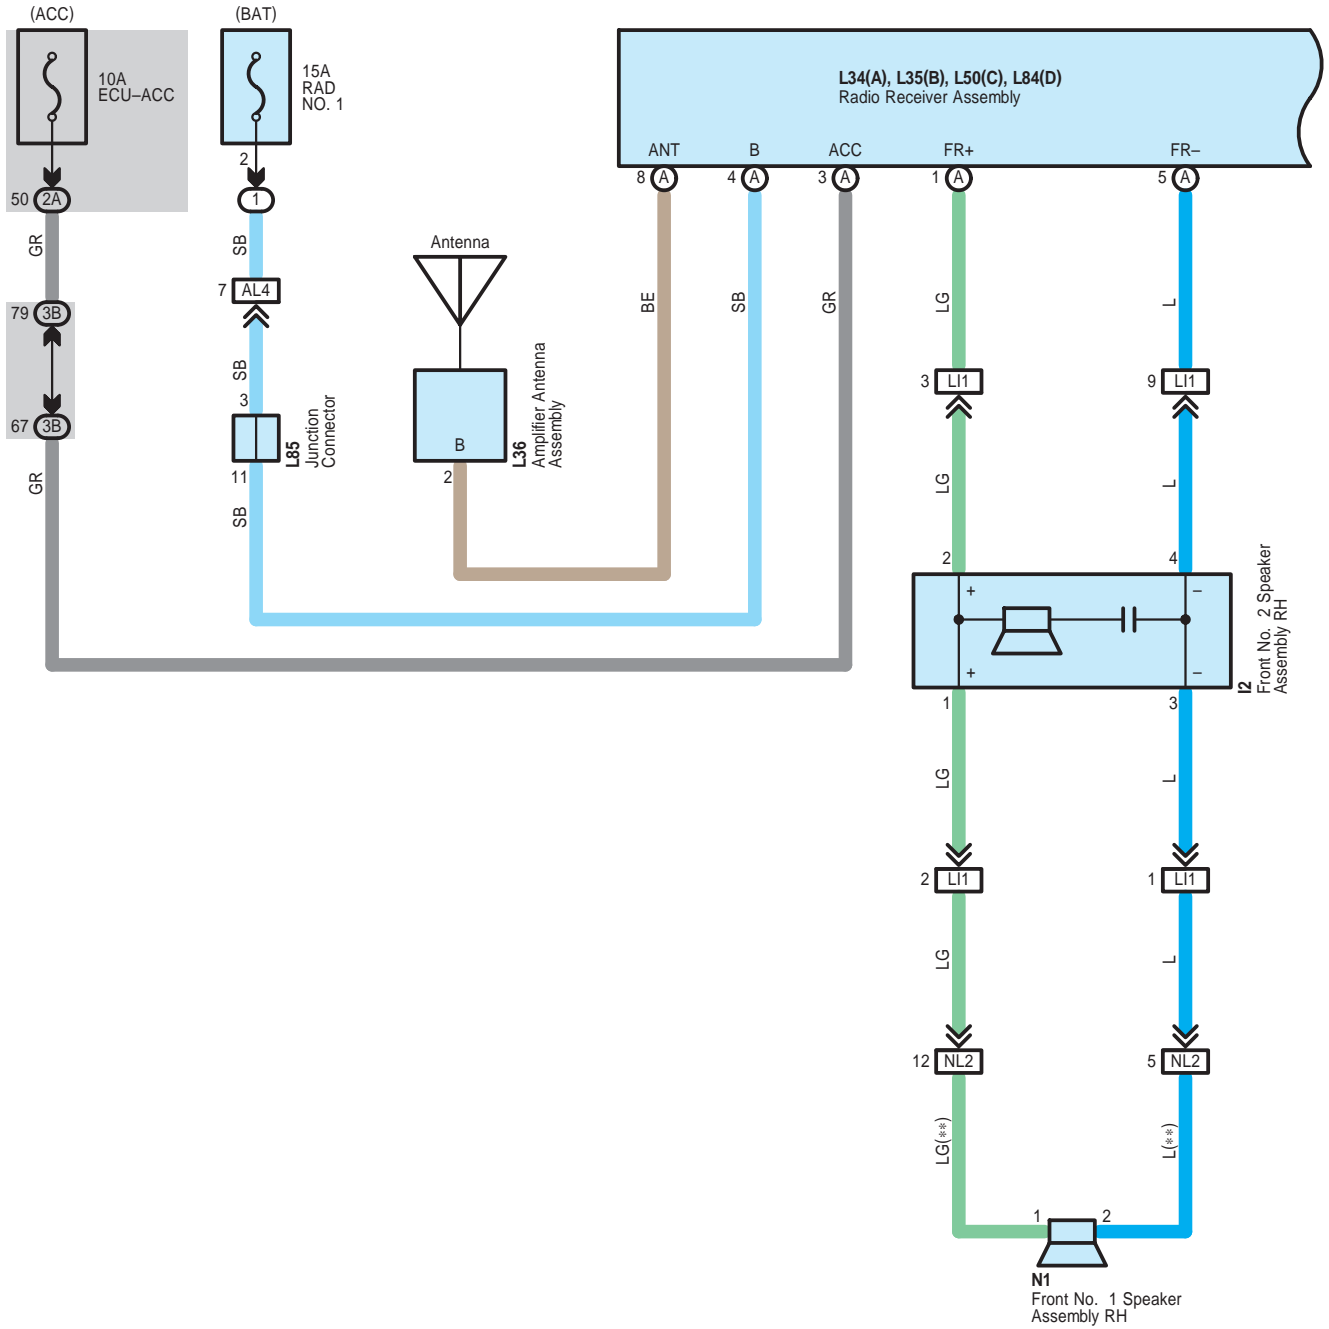 (ACC)
(BAT)
10A
ECU–ACC
15A
RAD
NO. 1
L34(A), L35(B), L50(C), L84(D)
Radio Receiver Assembly
ANT
B
ACC
FR+
FR–
2
8
A
4
A
3
A
1
A
5
A
50
2A
1
GR
SB
Antenna
7
AL4
79
3B
BE
SB
GR
LG
L
SB
3
3
LI1
9
LI1
67
3B
L85
Junction
Connector
B
L36
Amplifier Antenna
Assembly
11
2
GR
SB
LG
L
2
4
+
–
+
–
I2
Front No. 2 Speaker
Assembly RH
1
3
LG
L
2
LI1
1
LI1
LG
L
12
NL2
5
NL2
LG(**)
L(**)
1
2
N1
Front No. 1 Speaker
Assembly RH